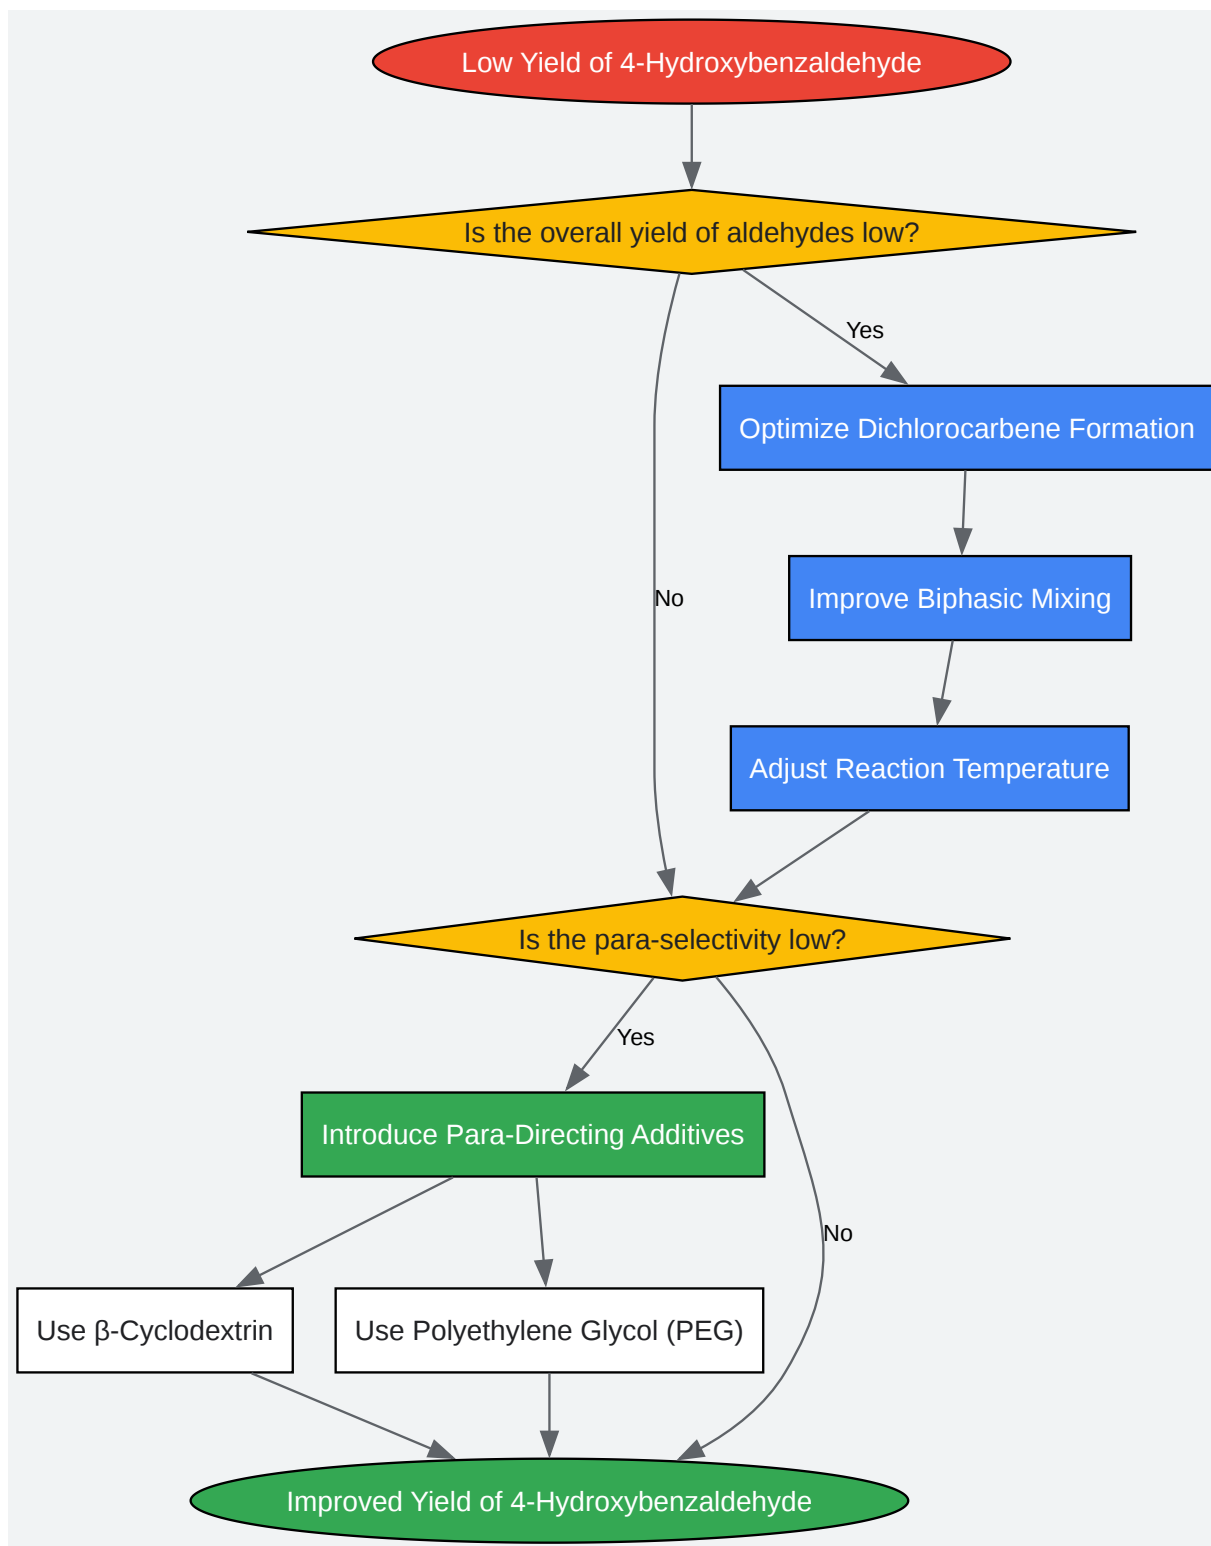 Low Yield of 4-Hydroxybenzaldehyde
Is the overall yield of aldehydes low?
Yes
Optimize Dichlorocarbene Formation
No
Improve Biphasic Mixing
Adjust Reaction Temperature
Is the para-selectivity low?
Yes
Introduce Para-Directing Additives
No
Use β-Cyclodextrin
Use Polyethylene Glycol (PEG)
Improved Yield of 4-Hydroxybenzaldehyde